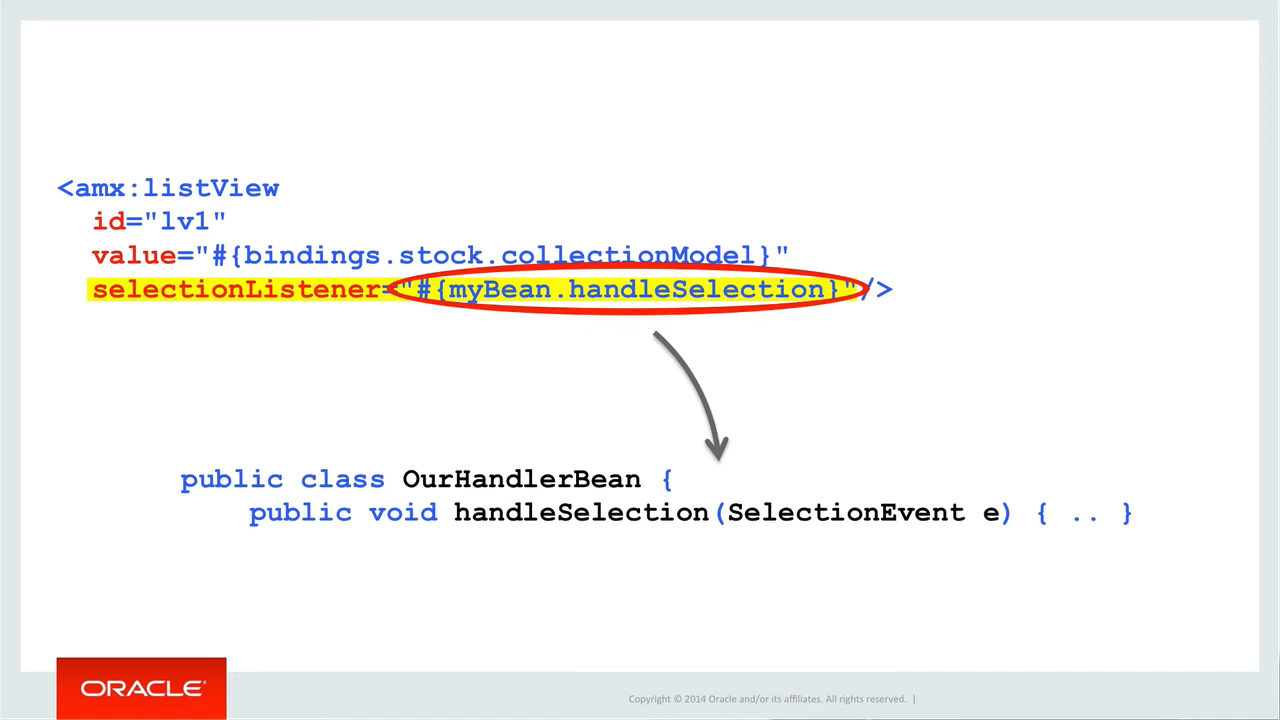 <amx:listView
id="lv1"
value="#{bindings.stock.collectionModel}"
selectionListener="#{myBean.handleSelection}"/>
public class OurHandlerBean {
public void handleSelection(SelectionEvent e) { .. }
ORACLE®
Copyright © 2014 Oracle and/or its affiliates. All rights reserved. |